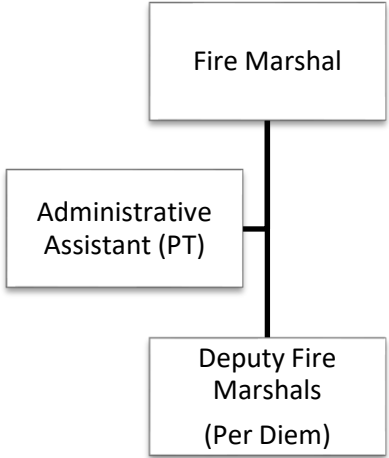 Fire Marshal
Administrative
Assistant (PT)
Deputy Fire
Marshals
(Per Diem)